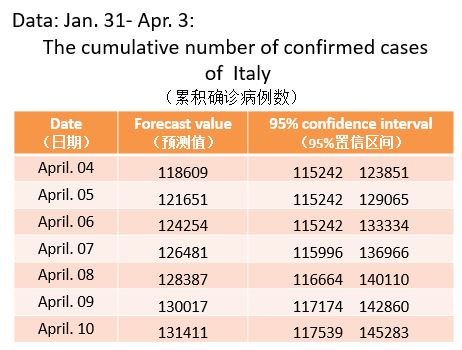 Data: Jan. 31- Apr. 3:
The cumulative number of confirmed cases
of Italy
（累积确诊病例数）
Date Forecast value 95% confidence interval
（日期） （预测值） （95%置信区间）
April. 04 118609 115242 123851
April. 05 121651 115242 129065
April. 06 124254 115242 133334
April. 07 126481 115996 136966
April. 08 128387 116664 140110
April. 09 130017 117174 142860
April. 10 131411 117539 145283